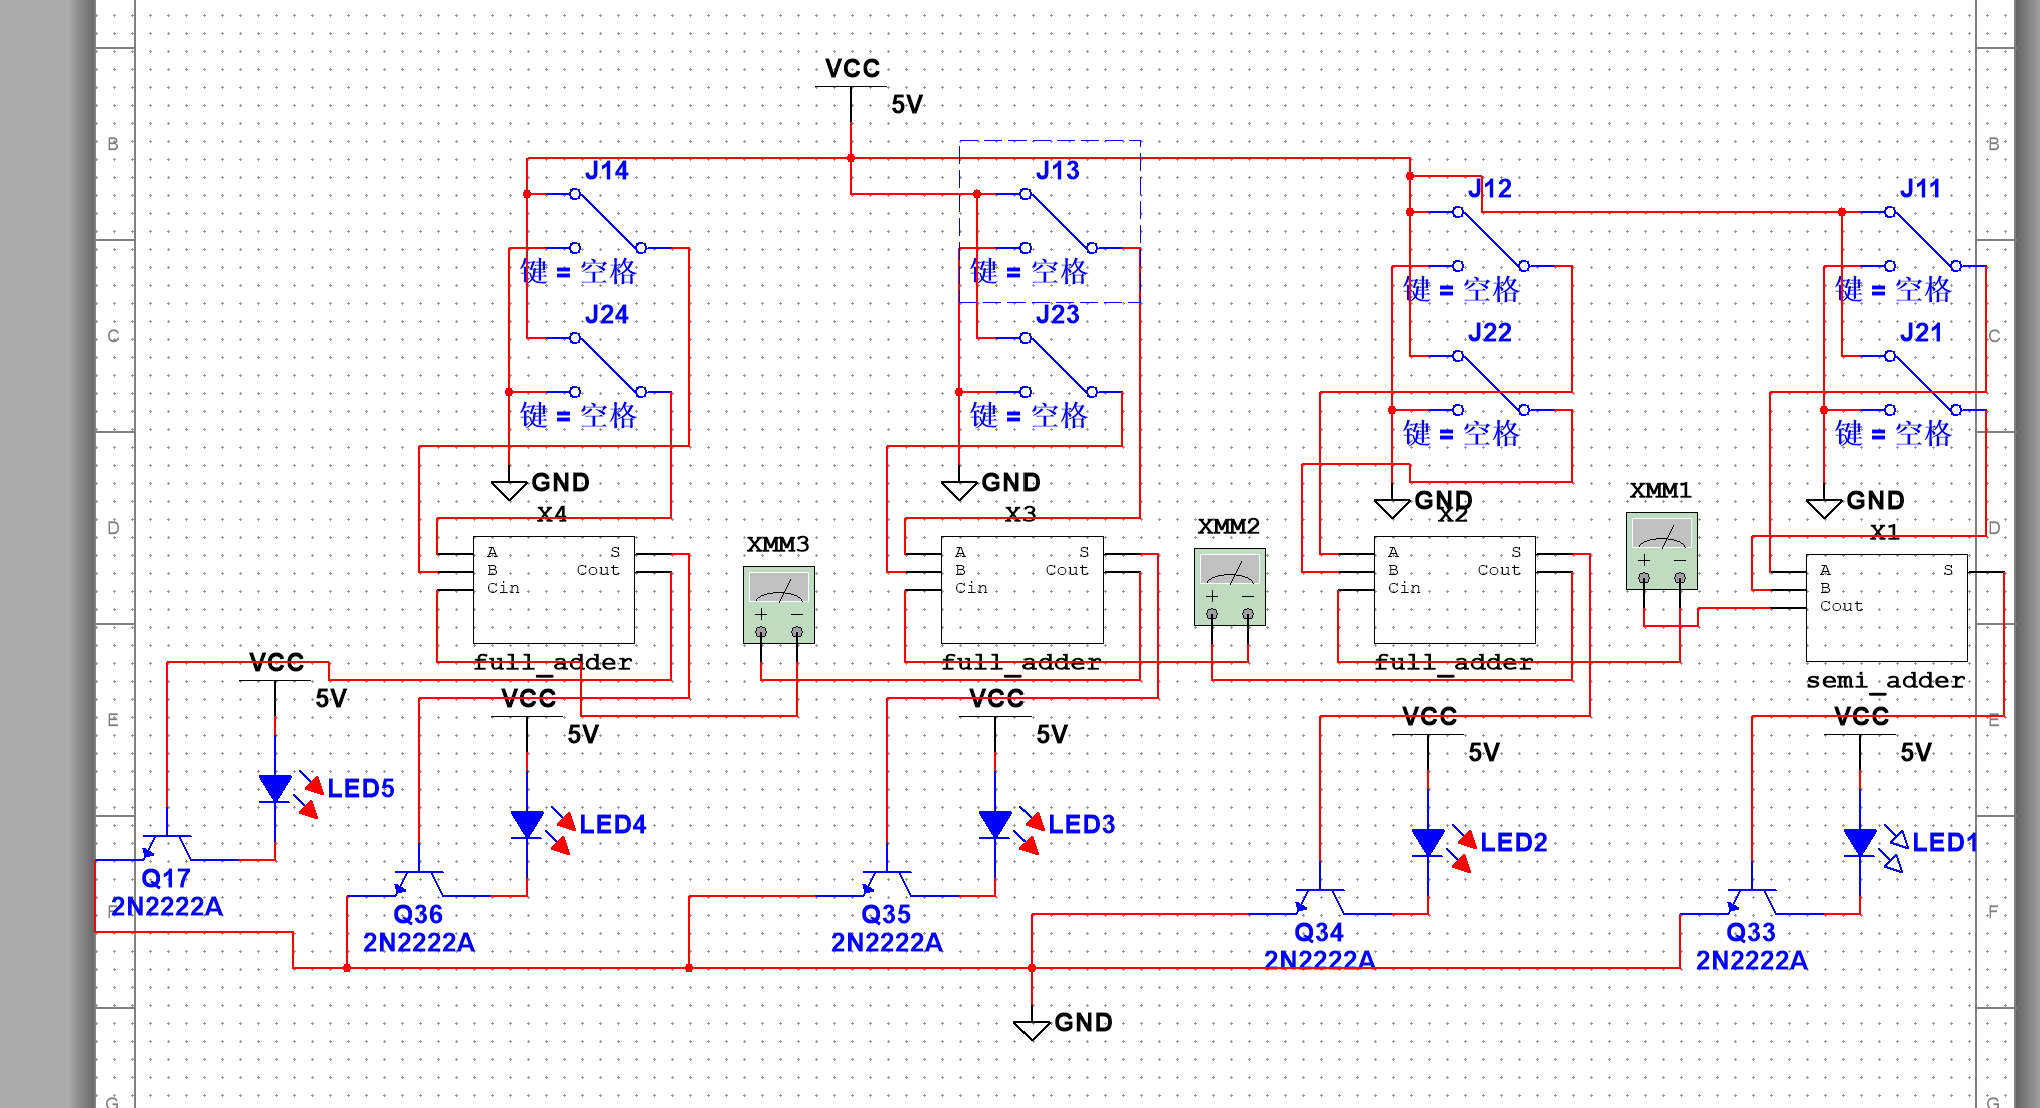 VCC
5V
B
B
J14
J13
J12
J11
键 = 空格
键 = 空格
键 = 空格
键 = 空格
J24
J23
J22
J21
C
C
键 = 空格
键 = 空格
键 = 空格
键 = 空格
GND
GND
GND
GND
X4
X3
X2
X1
XMM3
XMM2
XMM1
D
D
A
B
Cin
S
Cout
full_adder
A
B
Cin
S
Cout
full_adder
A
B
Cin
S
Cout
full_adder
A
B
Cout
S
semi_adder
VCC
5V
VCC
5V
VCC
5V
VCC
5V
VCC
5V
E
E
LED5
LED4
LED3
LED2
LED1
Q17
2N2222A
Q36
2N2222A
Q35
2N2222A
Q34
2N2222A
Q33
2N2222A
F
F
GND
G
G